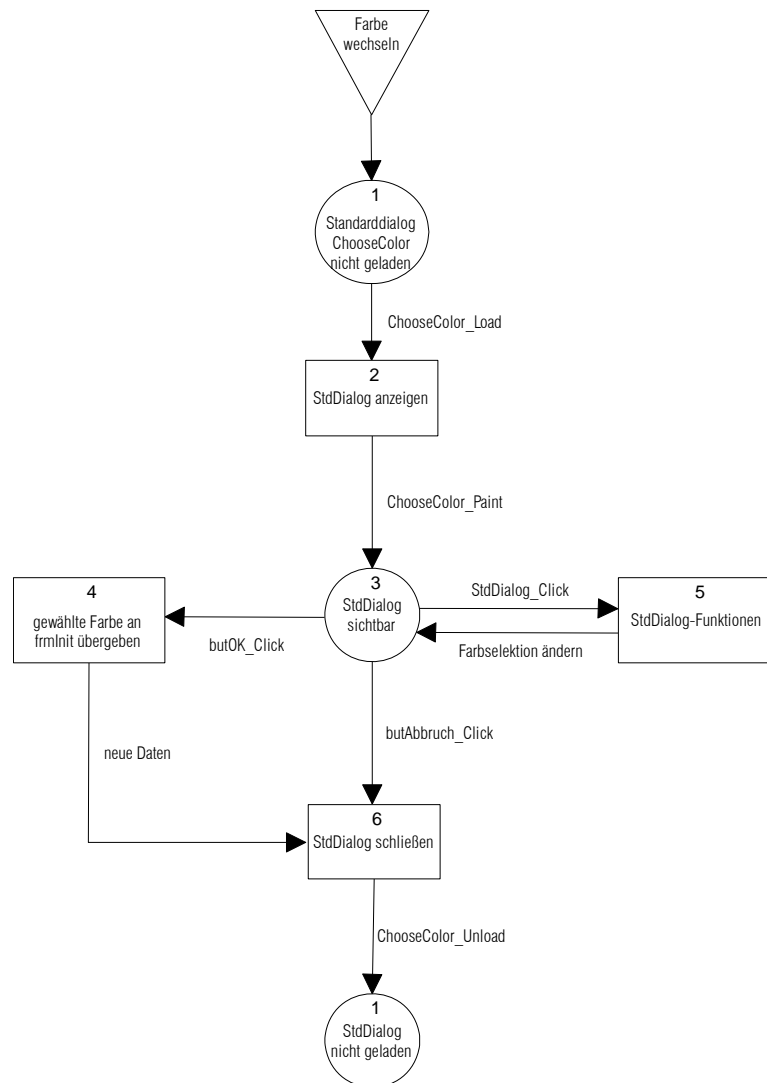 Farbe
wechseln
1
Standarddialog
ChooseColor
nicht geladen
ChooseColor_Load
2
StdDialog anzeigen
ChooseColor_Paint
4
gewählte Farbe an
frmInit übergeben
butOK_Click
3
StdDialog
sichtbar
StdDialog_Click
Farbselektion ändern
5
StdDialog-Funktionen
neue Daten
butAbbruch_Click
6
StdDialog schließen
ChooseColor_Unload
1
StdDialog
nicht geladen